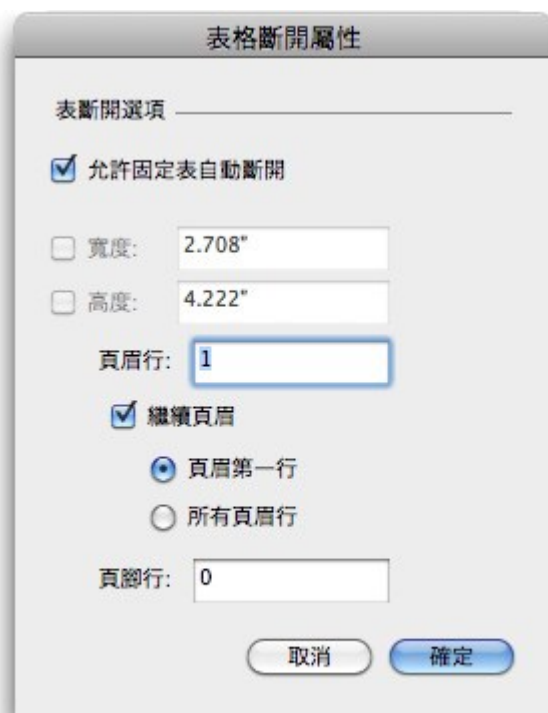 表格斷開屬性
表斷開選項
允許固定表自動斷開
寬度: 2.708"
高度: 4.222"
頁眉行: 1
繼續頁眉
頁眉第一行
所有頁眉行
頁腳行: 0
取消 確定